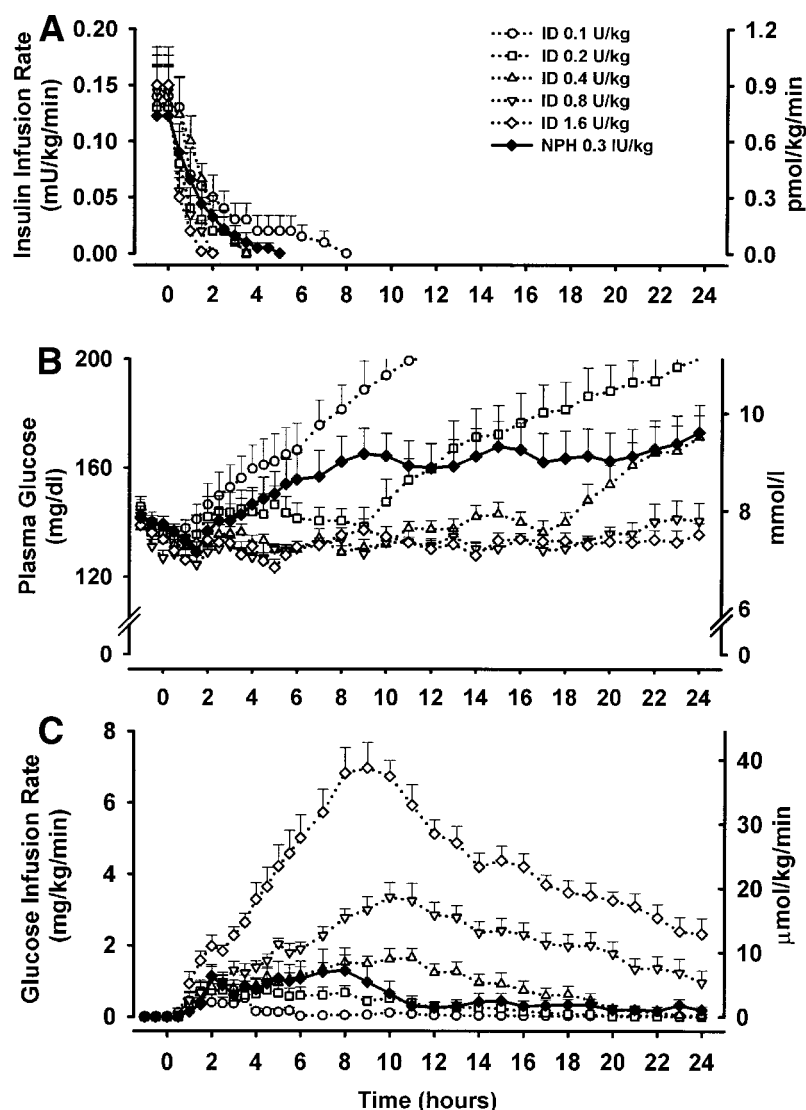 A
Insulin Infusion Rate
(mU/kg/min)
0.20
0.15
0.10
0.05
0.00
ID 0.1 U/kg
ID 0.2 U/kg
ID 0.4 U/kg
ID 0.8 U/kg
ID 1.6 U/kg
NPH 0.3 IU/kg
1.2
0.9
0.6
0.3
0.0
pmol/kg/min
0 2 4 6 8 10 12 14 16 18 20 22 24
B
Plasma Glucose
(mg/dl)
200
160
120
0
10
8
6
0
mmol/l
0 2 4 6 8 10 12 14 16 18 20 22 24
C
Glucose Infusion Rate
(mg/kg/min)
8
6
4
2
0
40
30
20
10
0
µmol/kg/min
0 2 4 6 8 10 12 14 16 18 20 22 24
Time (hours)